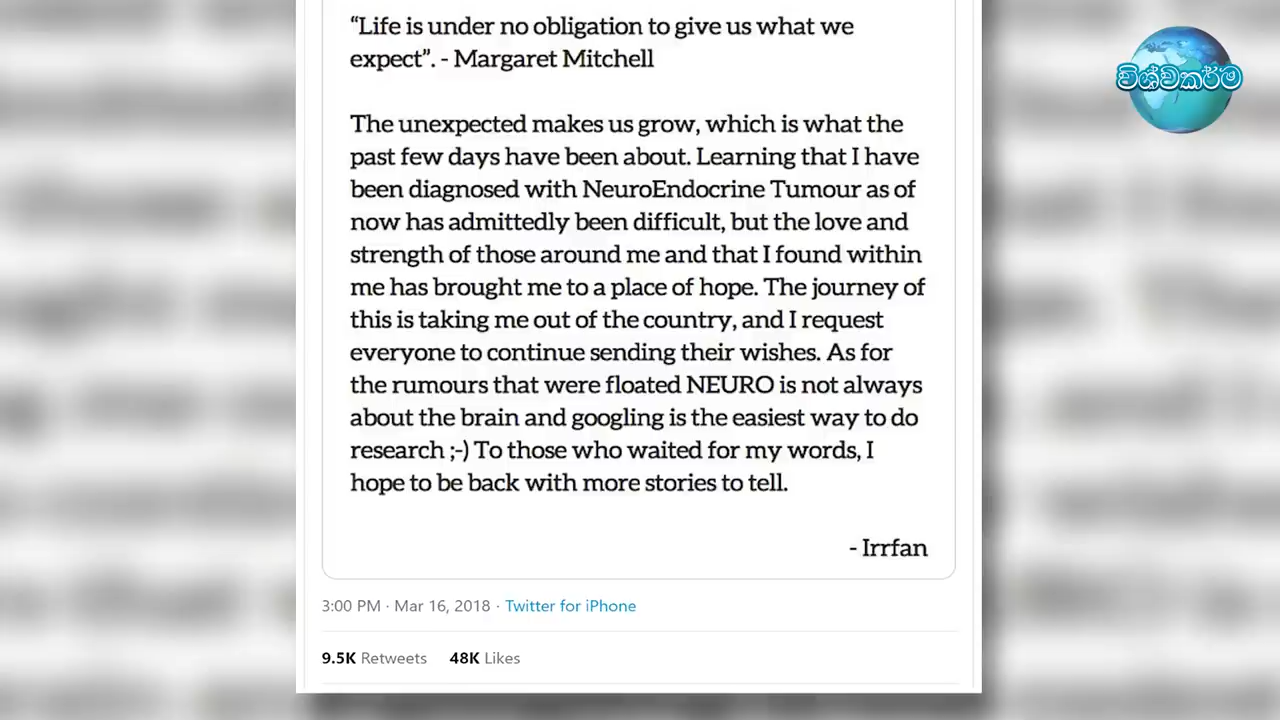 “Life is under no obligation to give us what we
expect”. - Margaret Mitchell
The unexpected makes us grow, which is what the
past few days have been about. Learning that I have
been diagnosed with NeuroEndocrine Tumour as of
now has admittedly been difficult, but the love and
strength of those around me and that I found within
me has brought me to a place of hope. The journey of
this is taking me out of the country, and I request
everyone to continue sending their wishes. As for
the rumours that were floated NEURO is not always
about the brain and googling is the easiest way to do
research ;-) To those who waited for my words, I
hope to be back with more stories to tell.
- Irrfan
3:00 PM · Mar 16, 2018 · Twitter for iPhone
9.5K Retweets 48K Likes
විශ්වකර්ම